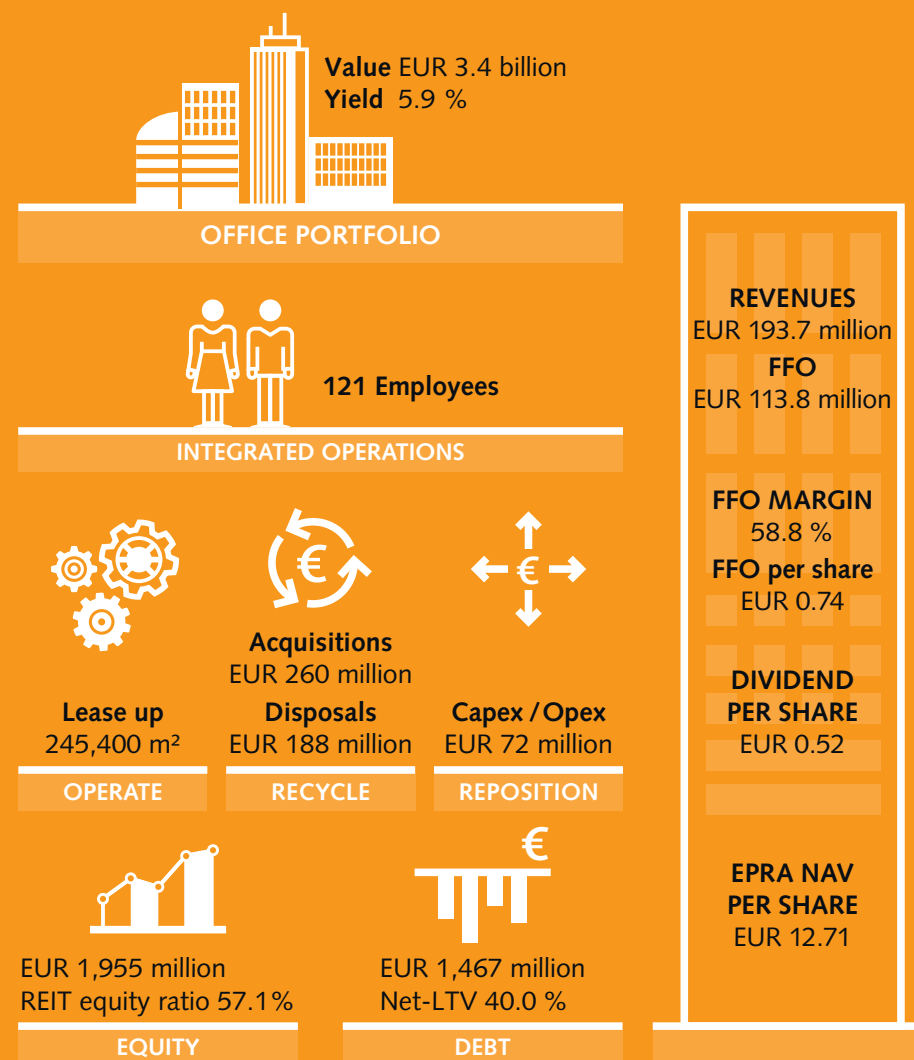 Value EUR 3.4 billion
Yield 5.9 %
OFFICE PORTFOLIO
121 Employees
INTEGRATED OPERATIONS
€
€
Lease up
245,400 m²
OPERATE
Acquisitions
EUR 260 million
Disposals
EUR 188 million
RECYCLE
Capex / Opex
EUR 72 million
REPOSITION
EUR 1,955 million
REIT equity ratio 57.1%
EQUITY
€
EUR 1,467 million
Net-LTV 40.0 %
DEBT
REVENUES
EUR 193.7 million
FFO
EUR 113.8 million
FFO MARGIN
58.8 %
FFO per share
EUR 0.74
DIVIDEND
PER SHARE
EUR 0.52
EPRA NAV
PER SHARE
EUR 12.71